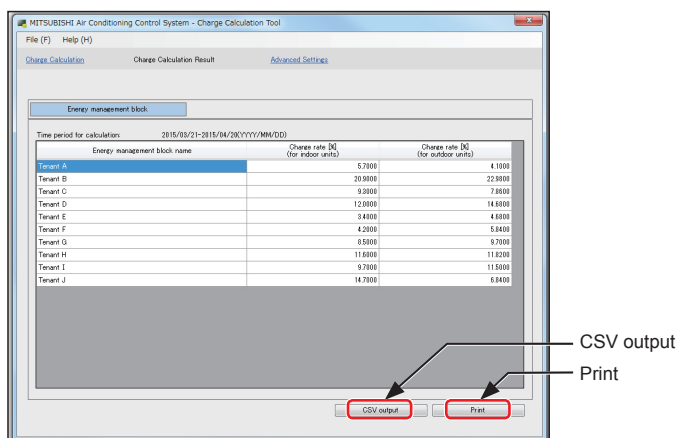 MITSUBISHI Air Conditioning Control System - Charge Calculation Tool
File (F) Help (H)
Charge Calculation Charge Calculation Result Advanced Settings
Energy management block
Time period for calculation: 2015/03/21-2015/04/20(YYYY/MM/DD)
Energy management block name Charge rate [%] (for indoor units) Charge rate [%] (for outdoor units)
Tenant A 5.7000 4.1000
Tenant B 20.9000 22.9800
Tenant C 9.3000 7.8600
Tenant D 12.0000 14.6800
Tenant E 3.4000 4.6800
Tenant F 4.2000 5.8400
Tenant G 8.5000 9.7000
Tenant H 11.6000 11.8200
Tenant I 9.7000 11.5000
Tenant J 14.7000 6.8400
CSV output
Print
CSV output Print